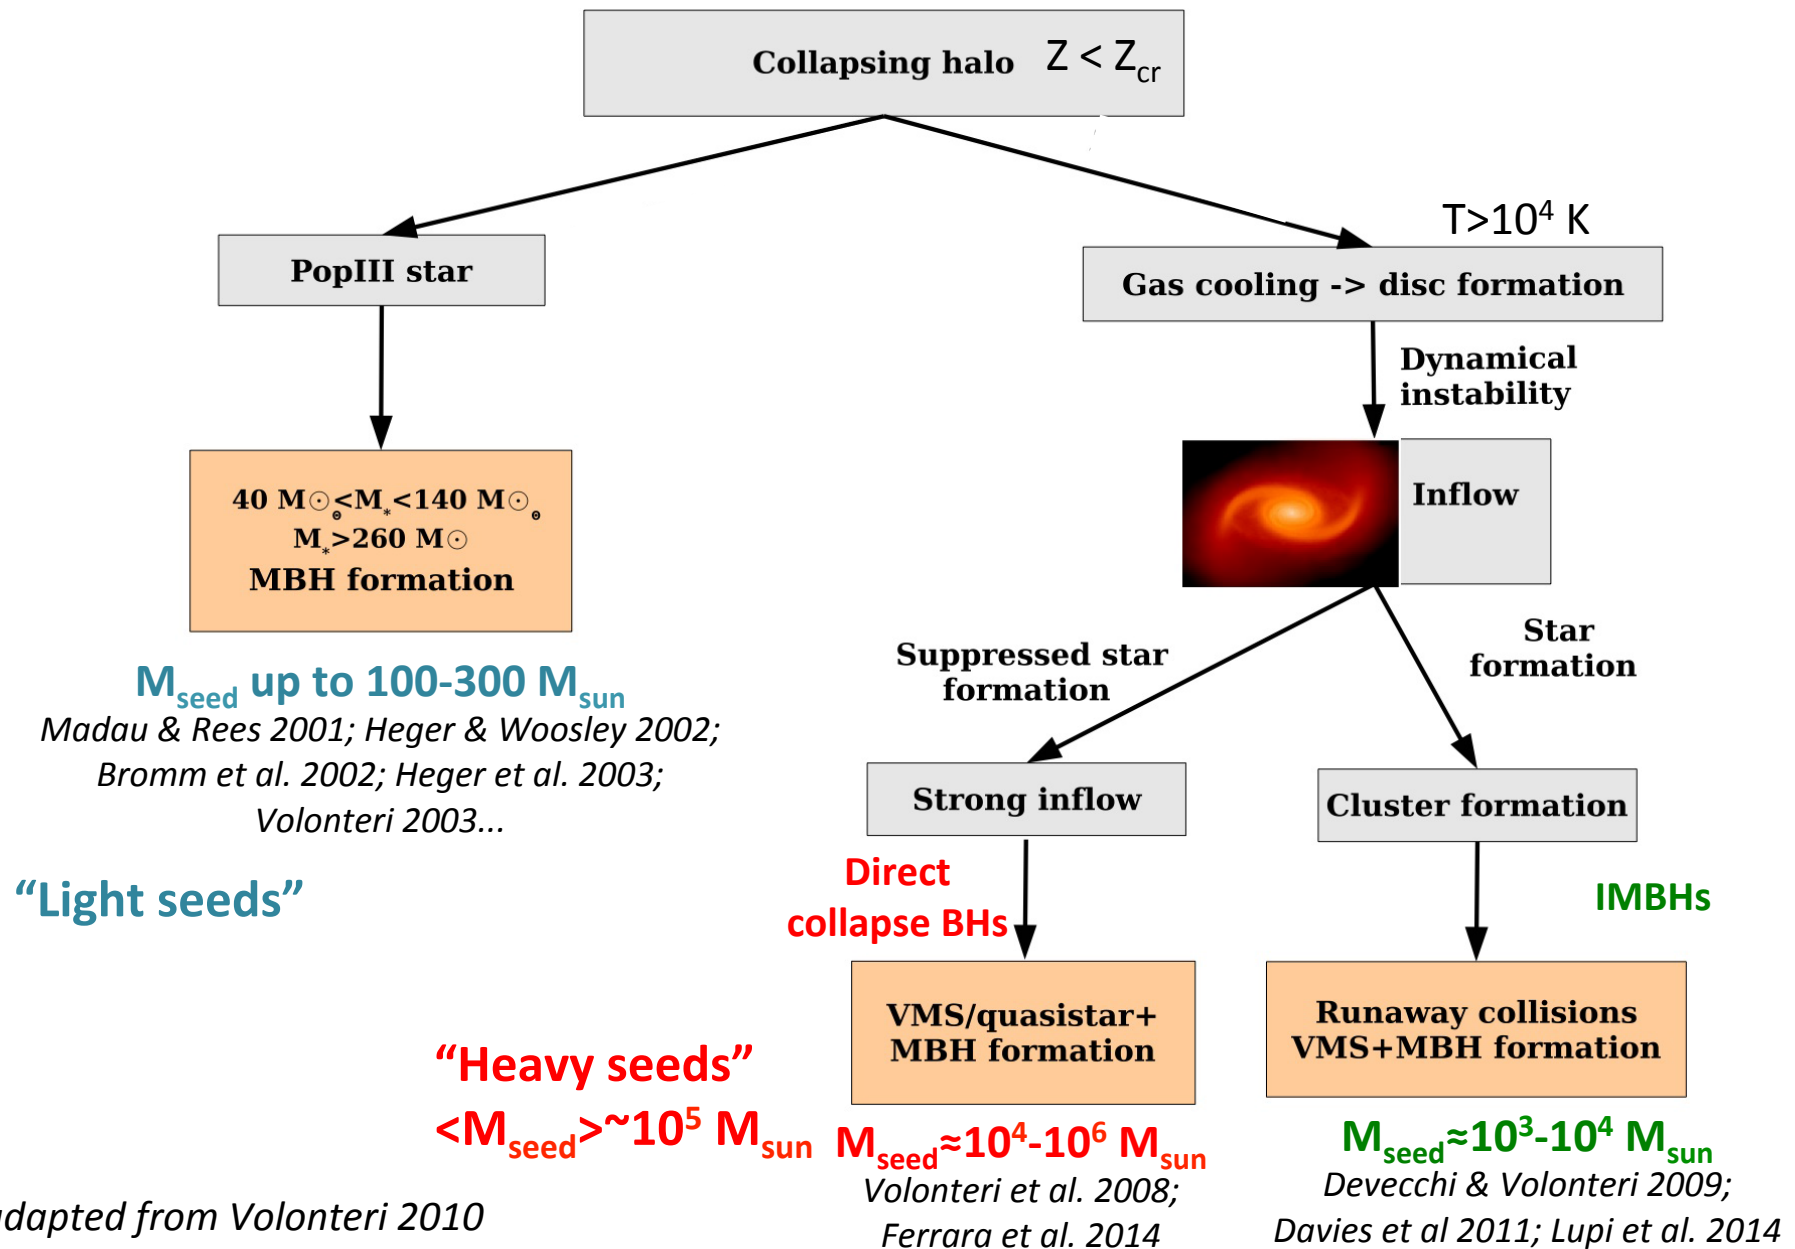 Collapsing halo Z < Zcr
T>10⁴ K
PopIII star
Gas cooling -> disc formation
Dynamical
instability
Inflow
40 M☉<M*<140 M☉
M*>260 M☉
MBH formation
Mseed up to 100-300 Msun
Madau & Rees 2001; Heger & Woosley 2002;
Bromm et al. 2002; Heger et al. 2003;
Volonteri 2003...
“Light seeds”
Suppressed star
formation
Star
formation
Strong inflow
Cluster formation
Direct
collapse BHs
IMBHs
VMS/quasistar+
MBH formation
Runaway collisions
VMS+MBH formation
“Heavy seeds”
<Mseed>~10⁵ Msun
Mseed≈10⁴-10⁶ Msun
Volonteri et al. 2008;
Ferrara et al. 2014
Mseed≈10³-10⁴ Msun
Devecchi & Volonteri 2009;
Davies et al 2011; Lupi et al. 2014
adapted from Volonteri 2010